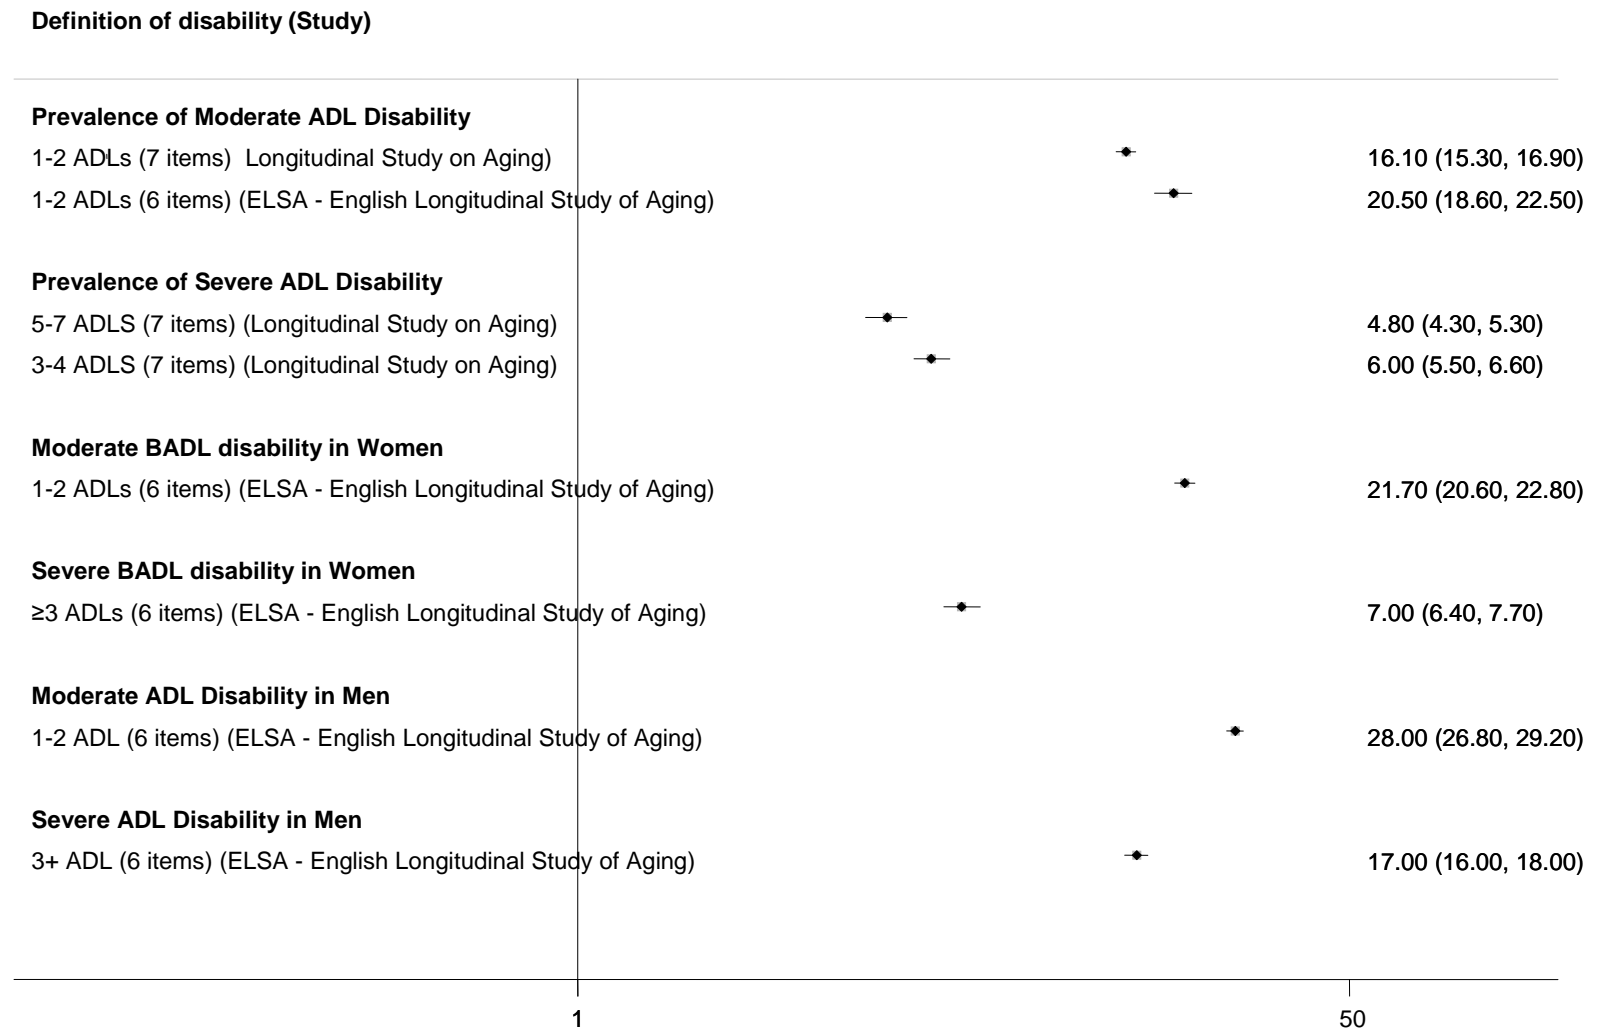 Definition of disability (Study)
Prevalence of Moderate ADL Disability
1-2 ADLs (7 items) Longitudinal Study on Aging) 16.10 (15.30, 16.90)
1-2 ADLs (6 items) (ELSA - English Longitudinal Study of Aging) 20.50 (18.60, 22.50)
Prevalence of Severe ADL Disability
5-7 ADLS (7 items) (Longitudinal Study on Aging) 4.80 (4.30, 5.30)
3-4 ADLS (7 items) (Longitudinal Study on Aging) 6.00 (5.50, 6.60)
Moderate BADL disability in Women
1-2 ADLs (6 items) (ELSA - English Longitudinal Study of Aging) 21.70 (20.60, 22.80)
Severe BADL disability in Women
≥3 ADLs (6 items) (ELSA - English Longitudinal Study of Aging) 7.00 (6.40, 7.70)
Moderate ADL Disability in Men
1-2 ADL (6 items) (ELSA - English Longitudinal Study of Aging) 28.00 (26.80, 29.20)
Severe ADL Disability in Men
3+ ADL (6 items) (ELSA - English Longitudinal Study of Aging) 17.00 (16.00, 18.00)
1 50